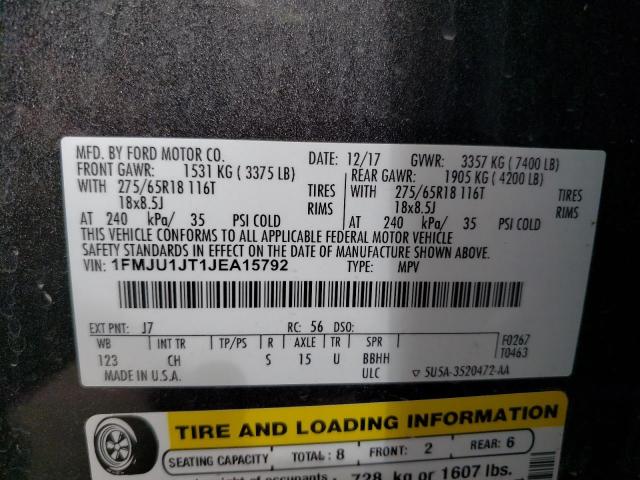 MFD. BY FORD MOTOR CO. DATE: 12/17 GVWR: 3357 KG ( 7400 LB)
FRONT GAWR: 1531 KG ( 3375 LB) REAR GAWR: 1905 KG ( 4200 LB)
WITH 275/65R18 116T TIRES WITH 275/65R18 116T TIRES
18x8.5J RIMS 18x8.5J RIMS
AT 240 kPa/ 35 PSI COLD AT 240 kPa/ 35 PSI COLD
THIS VEHICLE CONFORMS TO ALL APPLICABLE FEDERAL MOTOR VEHICLE
SAFETY STANDARDS IN EFFECT ON THE DATE OF MANUFACTURE SHOWN ABOVE.
VIN: 1FMJU1JT1JEA15792 TYPE: MPV
EXT PNT: J7 RC: 56 DSO:
WB INT TR TP/PS R AXLE TR SPR F0267
123 CH S 15 U BBHH T0463
MADE IN U.S.A. ULC ▽ 5U5A-3520472-AA
TIRE AND LOADING INFORMATION
SEATING CAPACITY TOTAL: 8 FRONT: 2 REAR: 6
weight of occupants 728 kg or 1607 lbs.